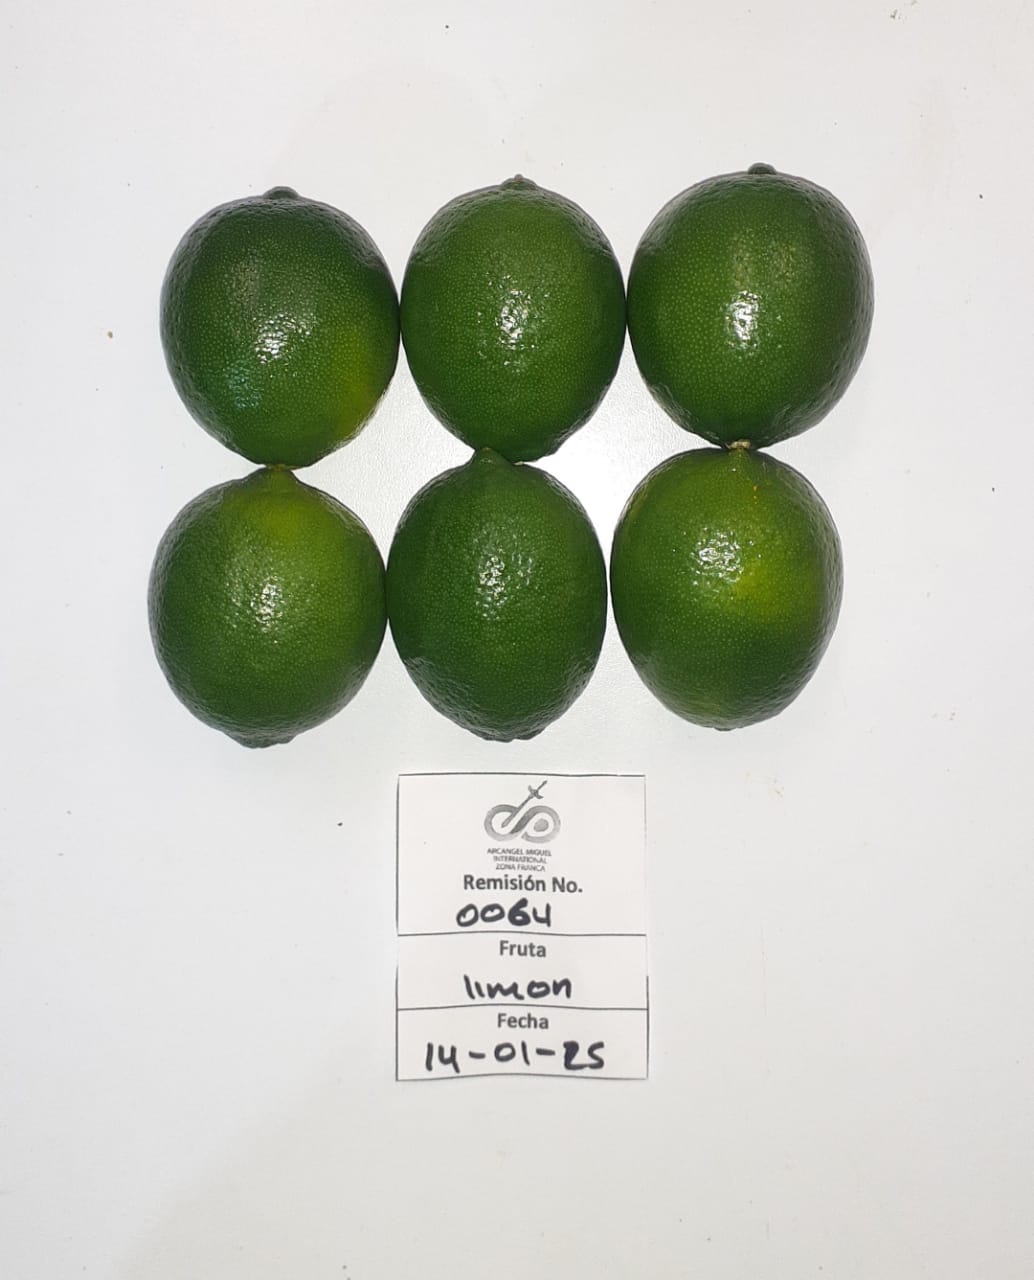 ARCANGEL MIGUEL
INTERNATIONAL
ZONA FRANCA
Remisión No.
0064
Fruta
limon
Fecha
14-01-25